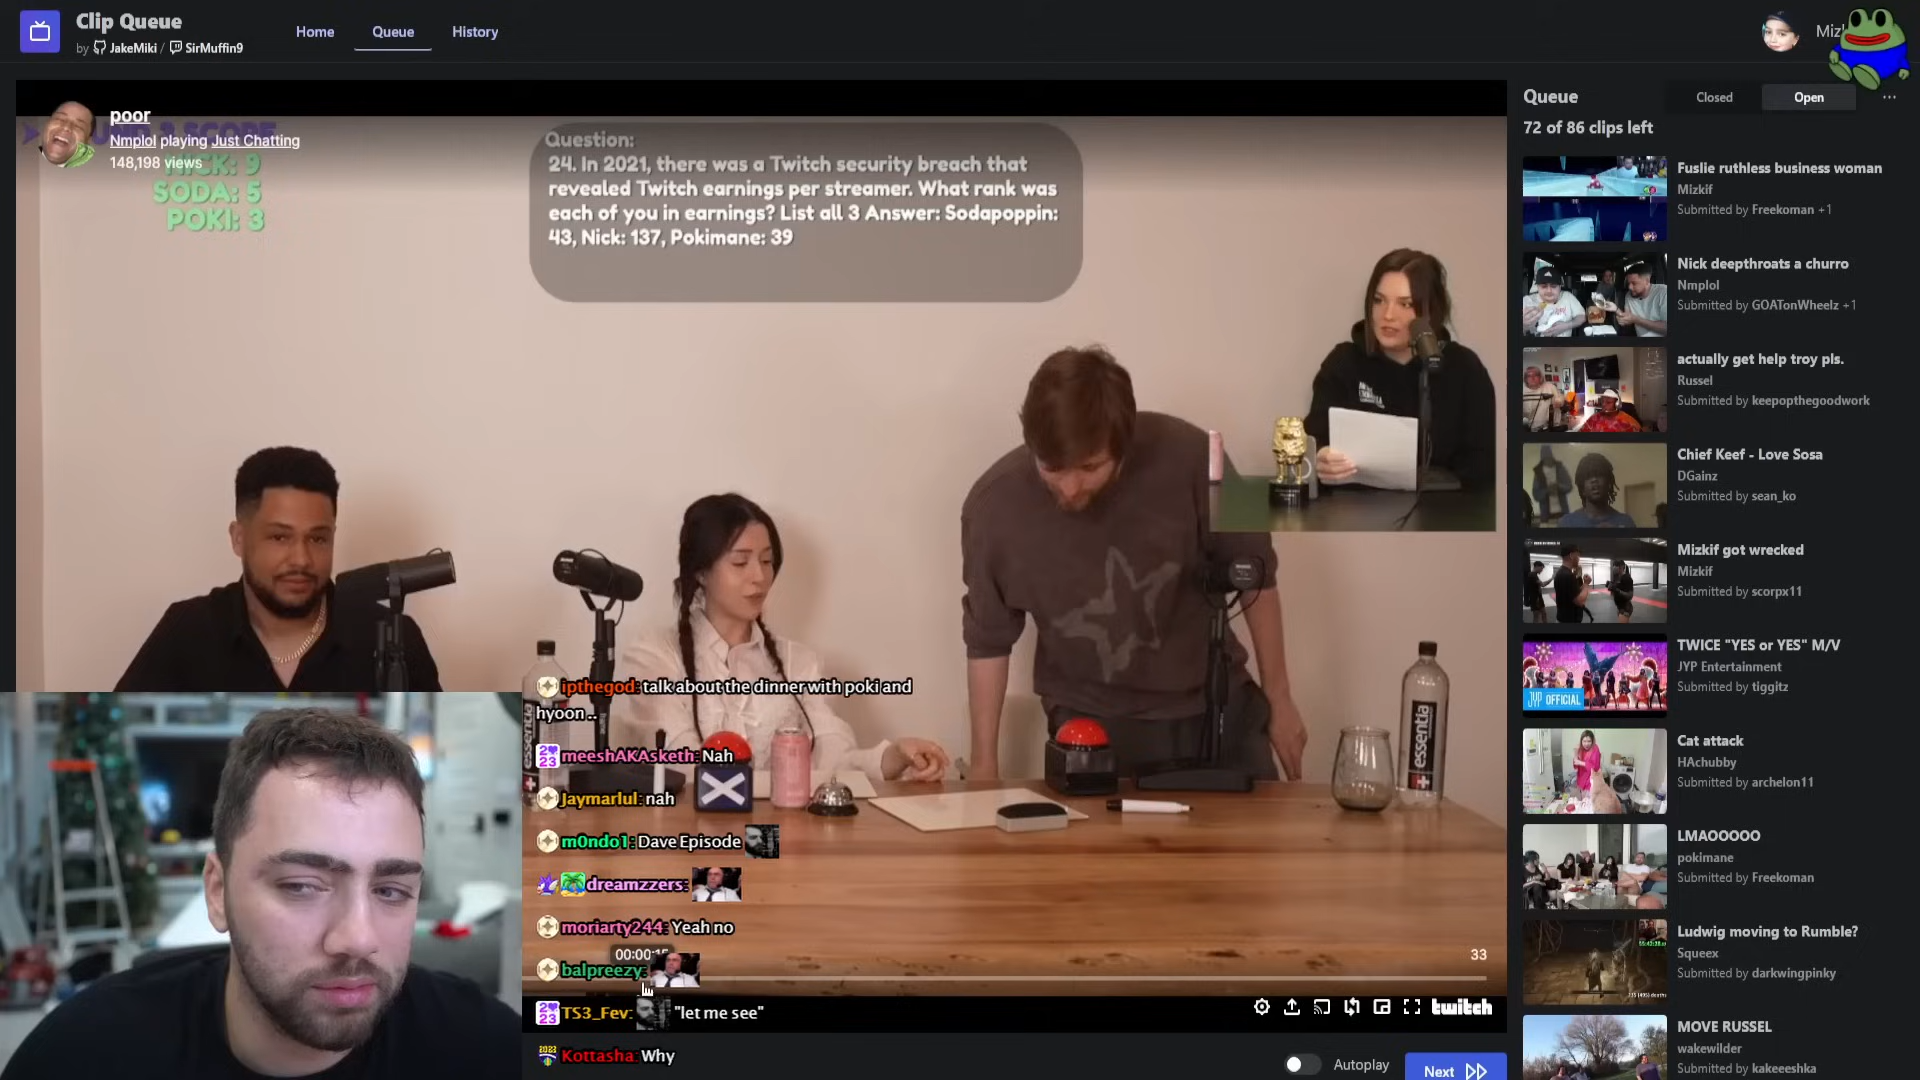 Clip Queue
by JakeMiki / SirMuffin9
Home
Queue
History
poor
Nmplol playing Just Chatting
148,198 views
NICK: 9
SODA: 5
POKI: 3
Question:
24. In 2021, there was a Twitch security breach that
revealed Twitch earnings per streamer. What rank was
each of you in earnings? List all 3 Answer: Sodapoppin:
43, Nick: 137, Pokimane: 39
essentia
ipthegod: talk about the dinner with poki and
hyoon ..
meeshAKAsketh: Nah
Jaymarlul: nah
m0ndo1: Dave Episode
dreamzzers:
moriarty244: Yeah no
00:00:15
33
balpreezy:
TS3_Fev: "let me see"
Kottasha: Why
twitch
Autoplay
Next
Queue
Closed
Open
72 of 86 clips left
Fuslie ruthless business woman
Mizkif
Submitted by Freekoman +1
Nick deepthroats a churro
Nmplol
Submitted by GOATonWheelz +1
actually get help troy pls.
Russel
Submitted by keepopthegoodwork
Chief Keef - Love Sosa
DGainz
Submitted by sean_ko
Mizkif got wrecked
Mizkif
Submitted by scorpx11
TWICE "YES or YES" M/V
JYP Entertainment
Submitted by tiggitz
JYP OFFICIAL
Cat attack
HAchubby
Submitted by archelon11
LMAOOOOO
pokimane
Submitted by Freekoman
Ludwig moving to Rumble?
Squeex
Submitted by darkwingpinky
MOVE RUSSEL
wakewilder
Submitted by kakeeeshka